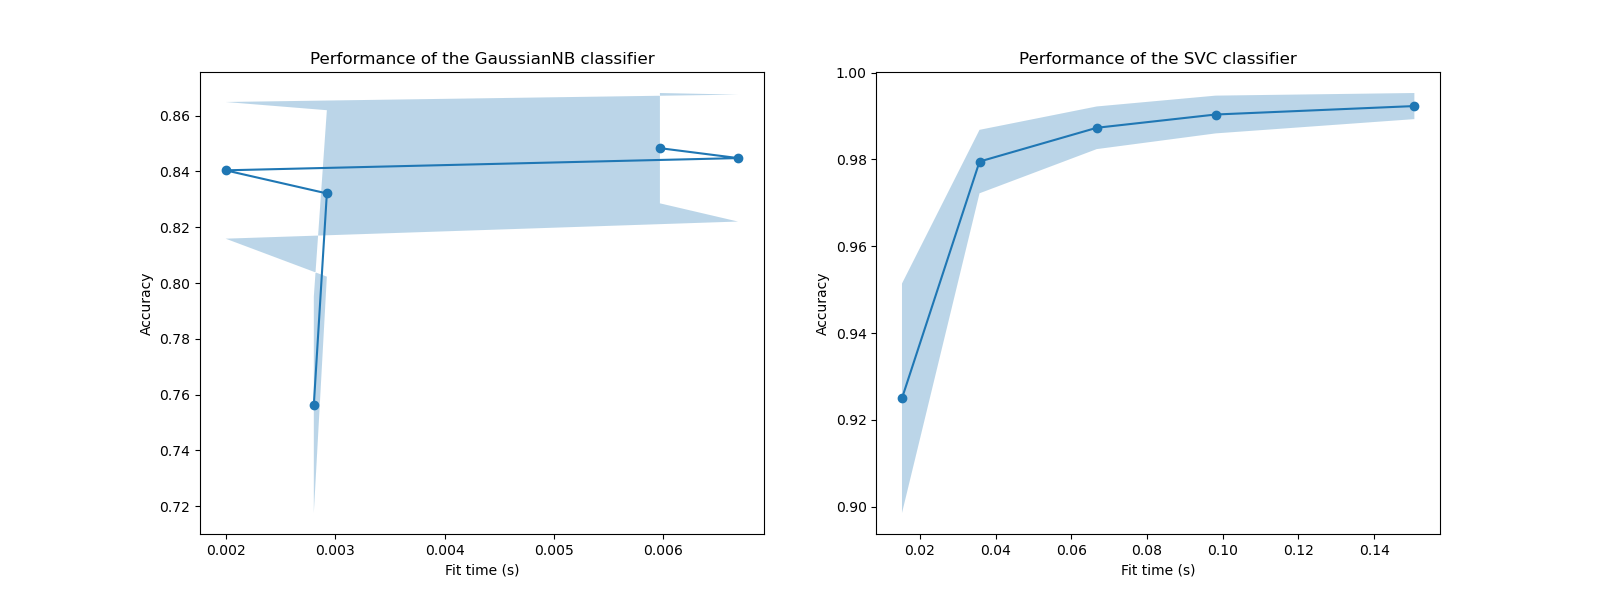 Performance of the GaussianNB classifier
Accuracy
0.86
0.84
0.82
0.80
0.78
0.76
0.74
0.72
0.002 0.003 0.004 0.005 0.006
Fit time (s)
Performance of the SVC classifier
Accuracy
1.00
0.98
0.96
0.94
0.92
0.90
0.02 0.04 0.06 0.08 0.10 0.12 0.14
Fit time (s)